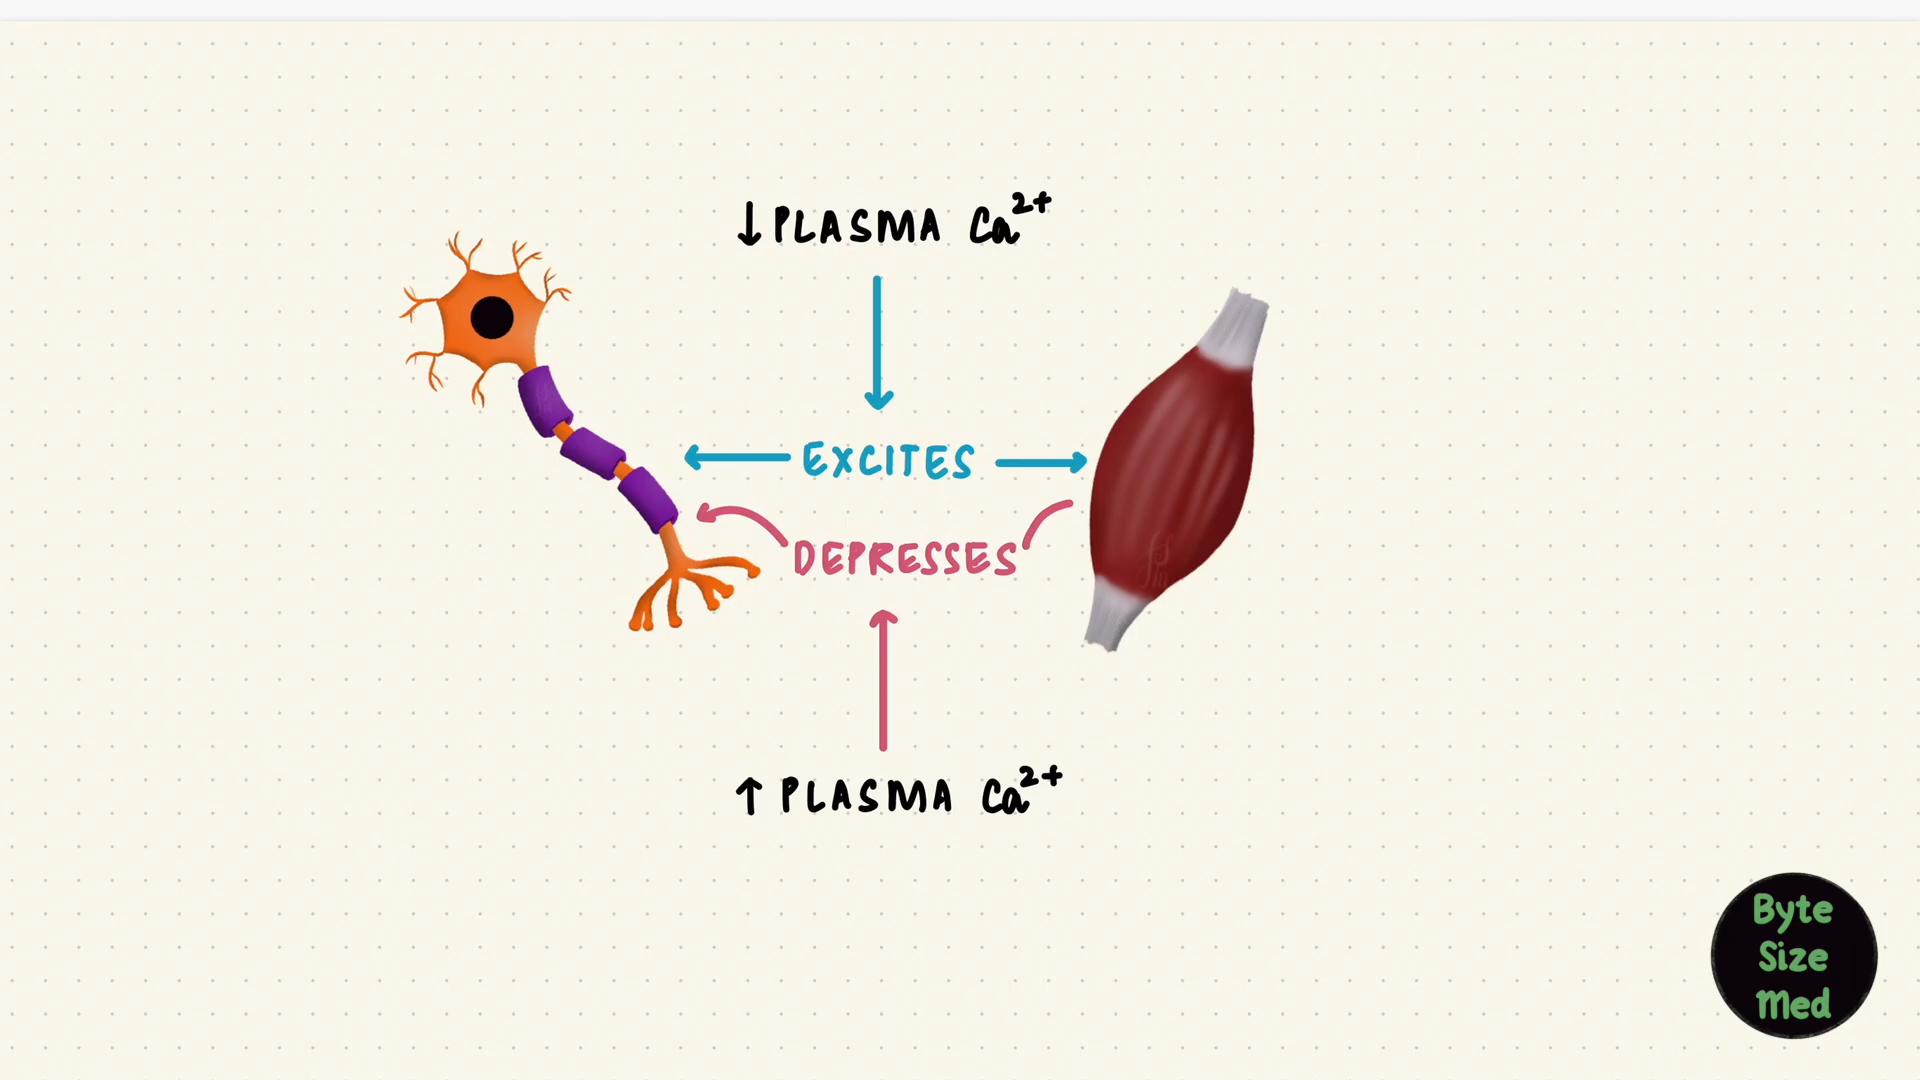 ↓ PLASMA Ca²⁺
EXCITES
DEPRESSES
↑ PLASMA Ca²⁺
Byte
Size
Med